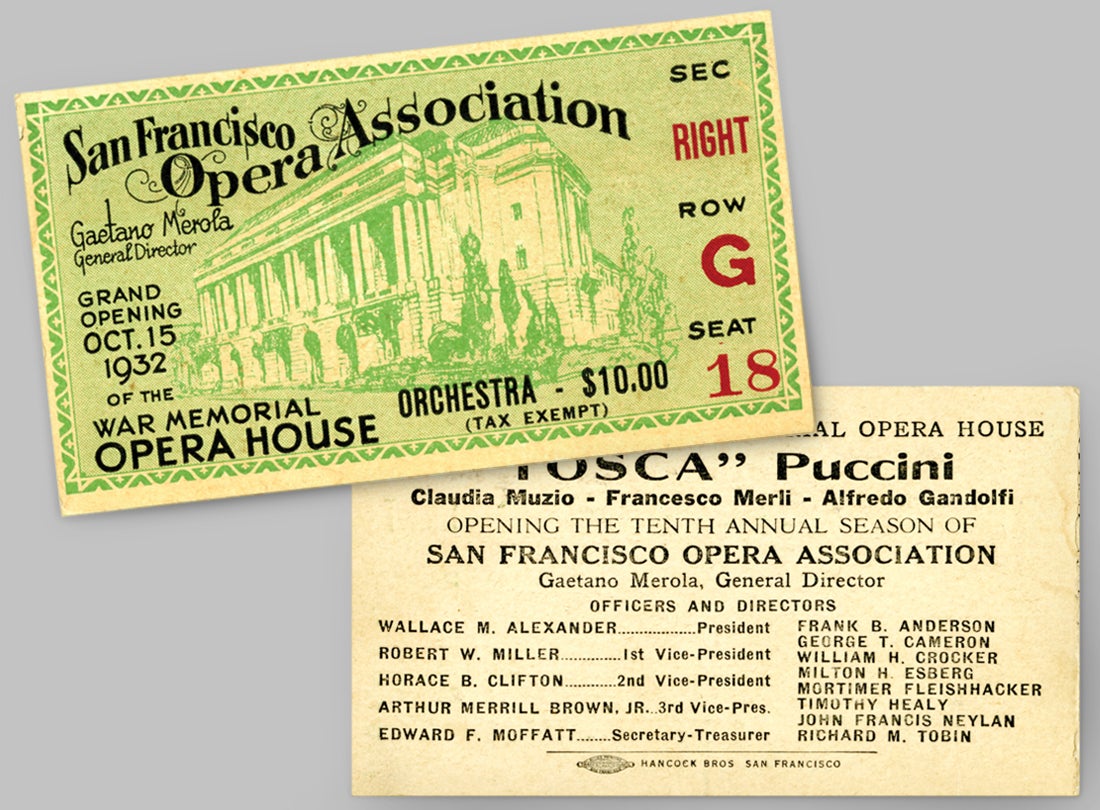 San Francisco
Opera Association
Gaetano Merola
General Director
GRAND
OPENING
OCT. 15
1932
OF THE
WAR MEMORIAL
OPERA HOUSE
ORCHESTRA - $10.00
(TAX EXEMPT)
SEC
RIGHT
ROW
G
SEAT
18
OPERA HOUSE
TOSCA” Puccini
Claudia Muzio - Francesco Merli - Alfredo Gandolfi
OPENING THE TENTH ANNUAL SEASON OF
SAN FRANCISCO OPERA ASSOCIATION
Gaetano Merola, General Director
OFFICERS AND DIRECTORS
WALLACE M. ALEXANDER..................President
ROBERT W. MILLER..............1st Vice-President
HORACE B. CLIFTON............2nd Vice-President
ARTHUR MERRILL BROWN, JR...3rd Vice-Pres.
EDWARD F. MOFFATT........Secretary-Treasurer
FRANK B. ANDERSON
GEORGE T. CAMERON
WILLIAM H. CROCKER
MILTON H. ESBERG
MORTIMER FLEISHHACKER
TIMOTHY HEALY
JOHN FRANCIS NEYLAN
RICHARD M. TOBIN
HANCOCK BROS SAN FRANCISCO